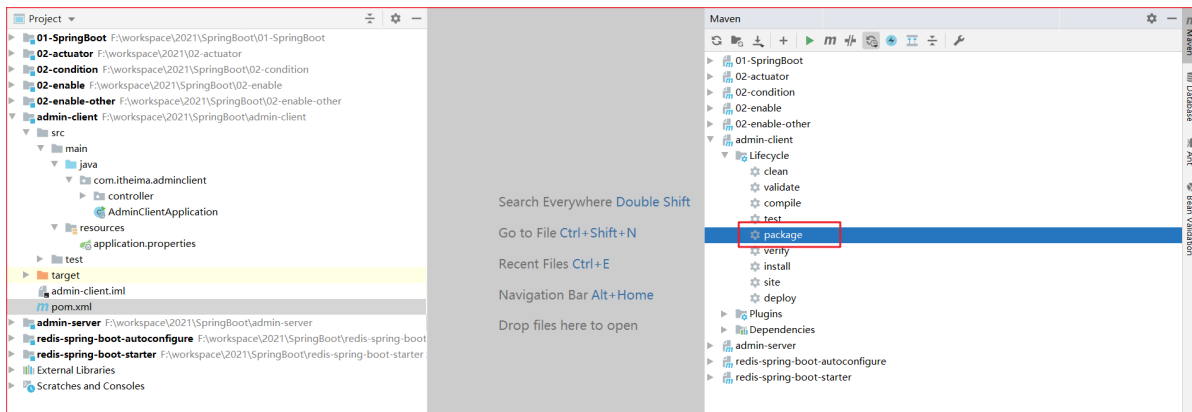 Project
01-SpringBoot F:\workspace\2021\SpringBoot\01-SpringBoot
02-actuator F:\workspace\2021\02-actuator
02-condition F:\workspace\2021\SpringBoot\02-condition
02-enable F:\workspace\2021\SpringBoot\02-enable
02-enable-other F:\workspace\2021\SpringBoot\02-enable-other
admin-client F:\workspace\2021\SpringBoot\admin-client
src
main
java
com.itheima.adminclient
controller
AdminClientApplication
resources
application.properties
test
target
admin-client.iml
pom.xml
admin-server F:\workspace\2021\SpringBoot\admin-server
redis-spring-boot-autoconfigure F:\workspace\2021\SpringBoot\redis-spring-boot
redis-spring-boot-starter F:\workspace\2021\SpringBoot\redis-spring-boot-starter
External Libraries
Scratches and Consoles
Search Everywhere Double Shift
Go to File Ctrl+Shift+N
Recent Files Ctrl+E
Navigation Bar Alt+Home
Drop files here to open
Maven
01-SpringBoot
02-actuator
02-condition
02-enable
02-enable-other
admin-client
Lifecycle
clean
validate
compile
test
package
verify
install
site
deploy
Plugins
Dependencies
admin-server
redis-spring-boot-autoconfigure
redis-spring-boot-starter
Maven
Database
Ant
Bean Validation